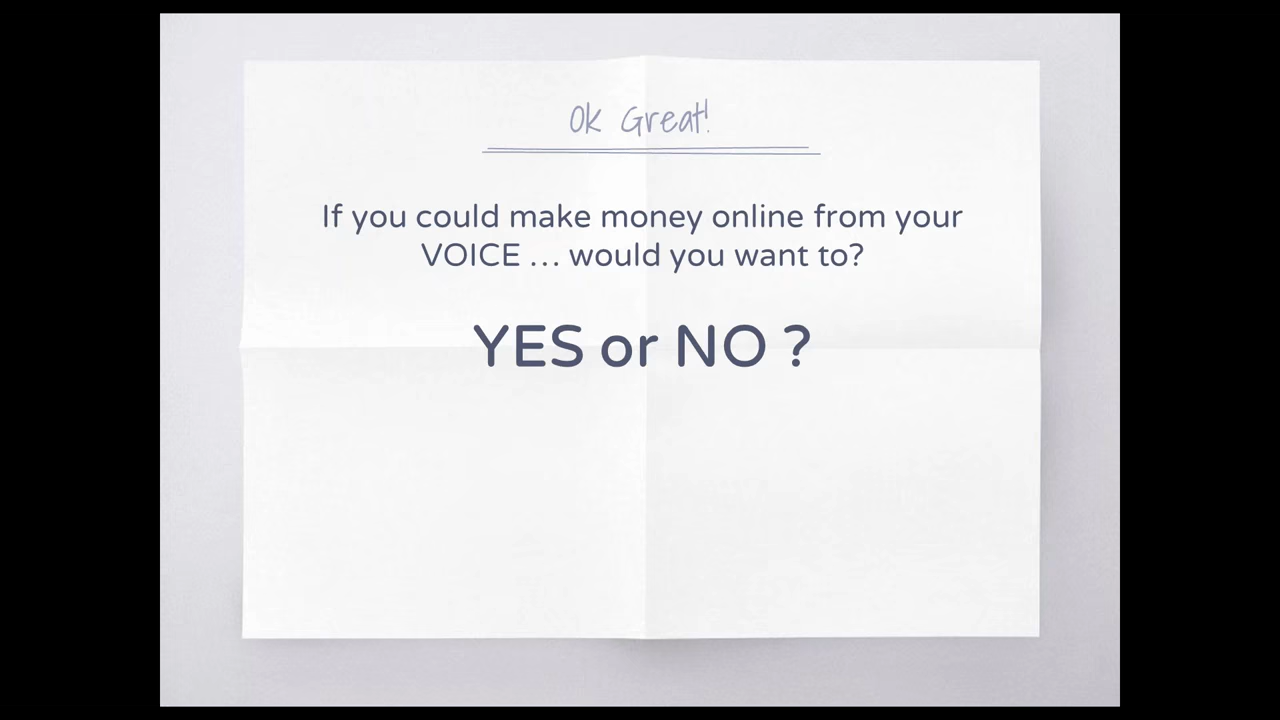 Ok Great!
If you could make money online from your
VOICE … would you want to?
YES or NO ?